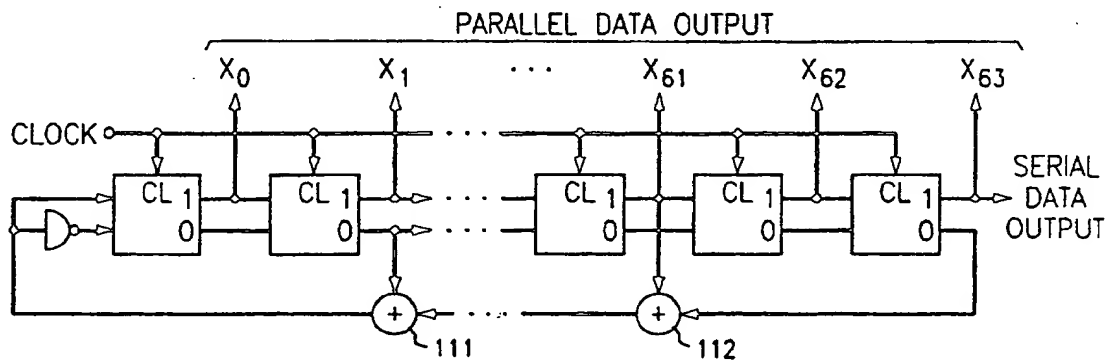 PARALLEL DATA OUTPUT
X0 X1 ... X61 X62 X63
CLOCK
CL 1 CL 1 CL 1 CL 1 CL 1
0 0 0 0 0
SERIAL
DATA
OUTPUT
+ +
111 112